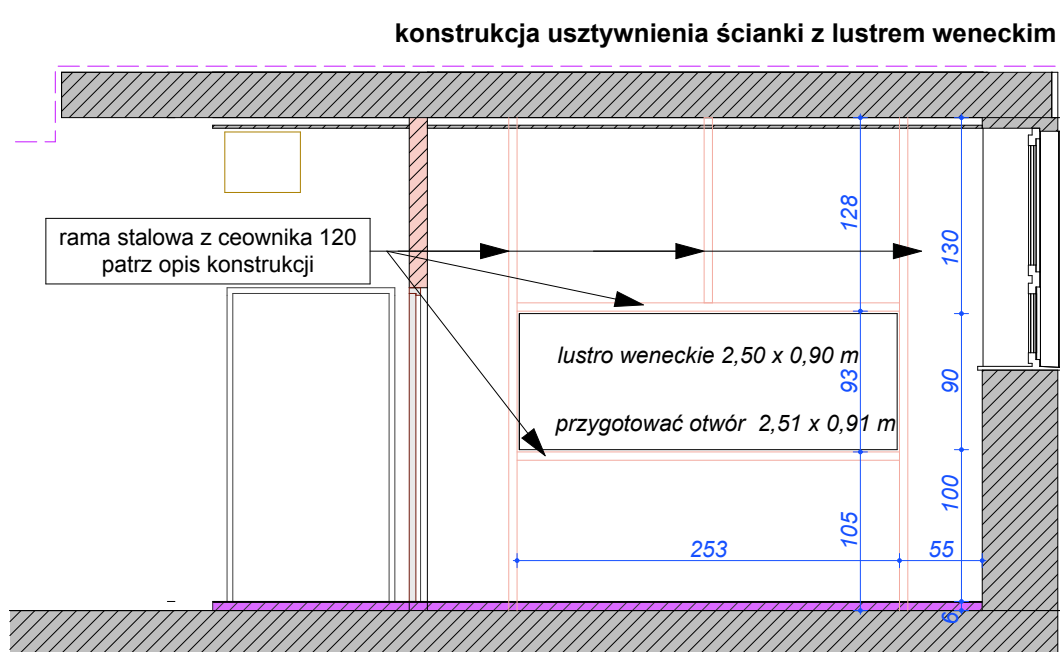 konstrukcja usztywnienia ścianki z lustrem weneckim
rama stalowa z ceownika 120
patrz opis konstrukcji
128
130
lustro weneckie 2,50 x 0,90 m
93
90
przygotować otwór 2,51 x 0,91 m
100
105
253
55
6